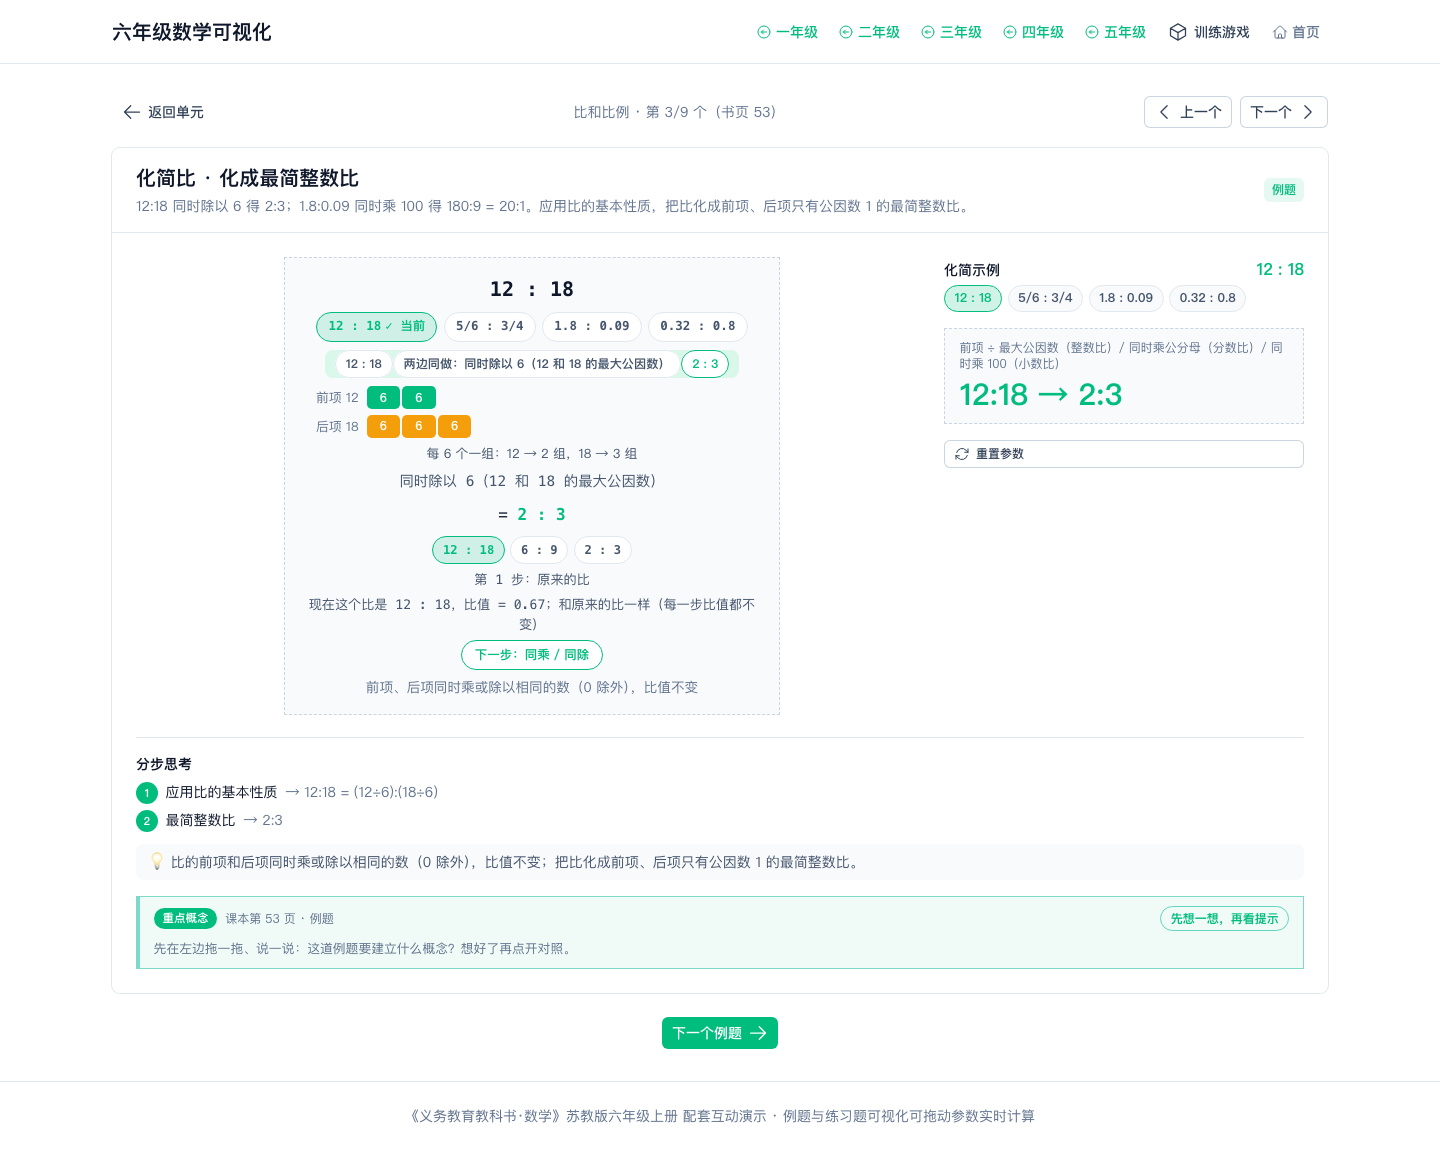 六年级数学可视化
一年级 二年级 三年级 四年级 五年级 训练游戏 首页
返回单元
比和比例 · 第 3/9 个（书页 53）
上一个 下一个
化简比 · 化成最简整数比
12:18 同时除以 6 得 2:3；1.8:0.09 同时乘 100 得 180:9 = 20:1。应用比的基本性质，把比化成前项、后项只有公因数 1 的最简整数比。
例题
12 : 18
12 : 18 ✓ 当前 5/6 : 3/4 1.8 : 0.09 0.32 : 0.8
12 : 18 两边同做：同时除以 6（12 和 18 的最大公因数） 2 : 3
前项 12 6 6
后项 18 6 6 6
每 6 个一组：12 → 2 组，18 → 3 组
同时除以 6（12 和 18 的最大公因数）
= 2 : 3
12 : 18 6 : 9 2 : 3
第 1 步：原来的比
现在这个比是 12 : 18，比值 = 0.67；和原来的比一样（每一步比值都不
变）
下一步：同乘 / 同除
前项、后项同时乘或除以相同的数（0 除外），比值不变
化简示例 12 : 18
12 : 18 5/6 : 3/4 1.8 : 0.09 0.32 : 0.8
前项 ÷ 最大公因数（整数比）/ 同时乘公分母（分数比）/ 同
时乘 100（小数比）
12:18 → 2:3
重置参数
分步思考
1 应用比的基本性质 → 12:18 = (12÷6):(18÷6)
2 最简整数比 → 2:3
💡 比的前项和后项同时乘或除以相同的数（0 除外），比值不变；把比化成前项、后项只有公因数 1 的最简整数比。
重点概念 课本第 53 页 · 例题
先想一想，再看提示
先在左边拖一拖、说一说：这道例题要建立什么概念？想好了再点开对照。
下一个例题
《义务教育教科书·数学》苏教版六年级上册 配套互动演示 · 例题与练习题可视化可拖动参数实时计算